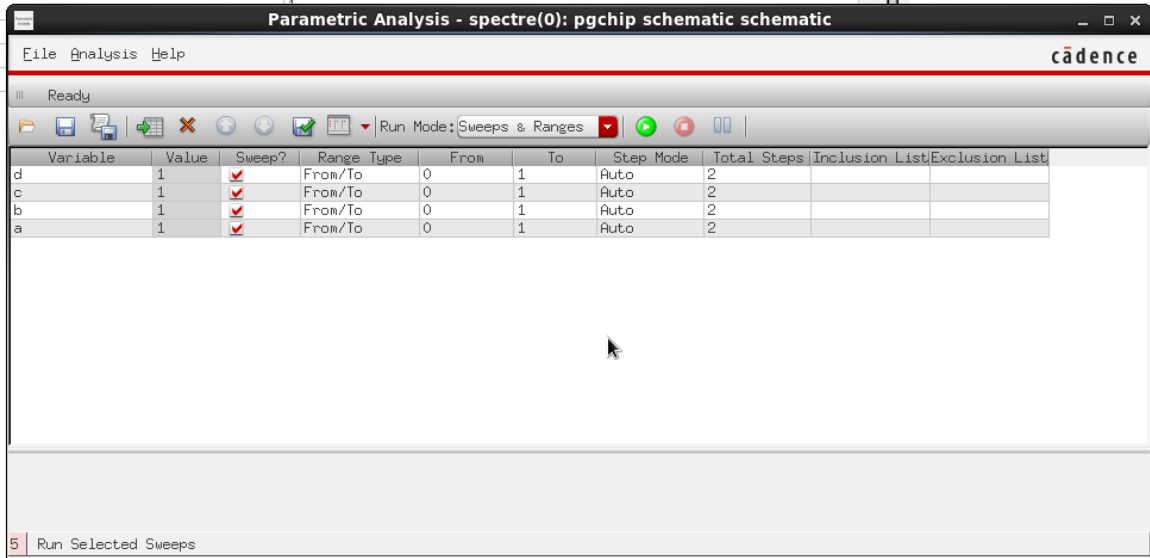 Parametric Analysis - spectre(0): pgchip schematic schematic
File Analysis Help
cādence
Ready
Run Mode: Sweeps & Ranges
Variable Value Sweep? Range Type From To Step Mode Total Steps Inclusion List Exclusion List
d 1 From/To 0 1 Auto 2
c 1 From/To 0 1 Auto 2
b 1 From/To 0 1 Auto 2
a 1 From/To 0 1 Auto 2
5 Run Selected Sweeps